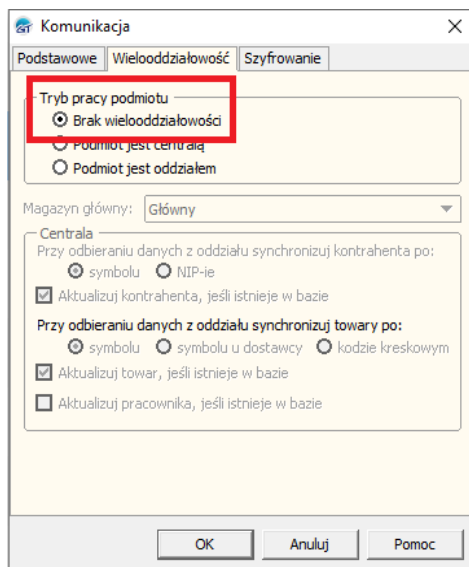 Komunikacja
Podstawowe Wielooddziałowość Szyfrowanie
Tryb pracy podmiotu
Brak wielooddziałowości
Podmiot jest centralą
Podmiot jest oddziałem
Magazyn główny: Główny
Centrala
Przy odbieraniu danych z oddziału synchronizuj kontrahenta po:
symbolu NIP-ie
Aktualizuj kontrahenta, jeśli istnieje w bazie
Przy odbieraniu danych z oddziału synchronizuj towary po:
symbolu symbolu u dostawcy kodzie kreskowym
Aktualizuj towar, jeśli istnieje w bazie
Aktualizuj pracownika, jeśli istnieje w bazie
OK Anuluj Pomoc